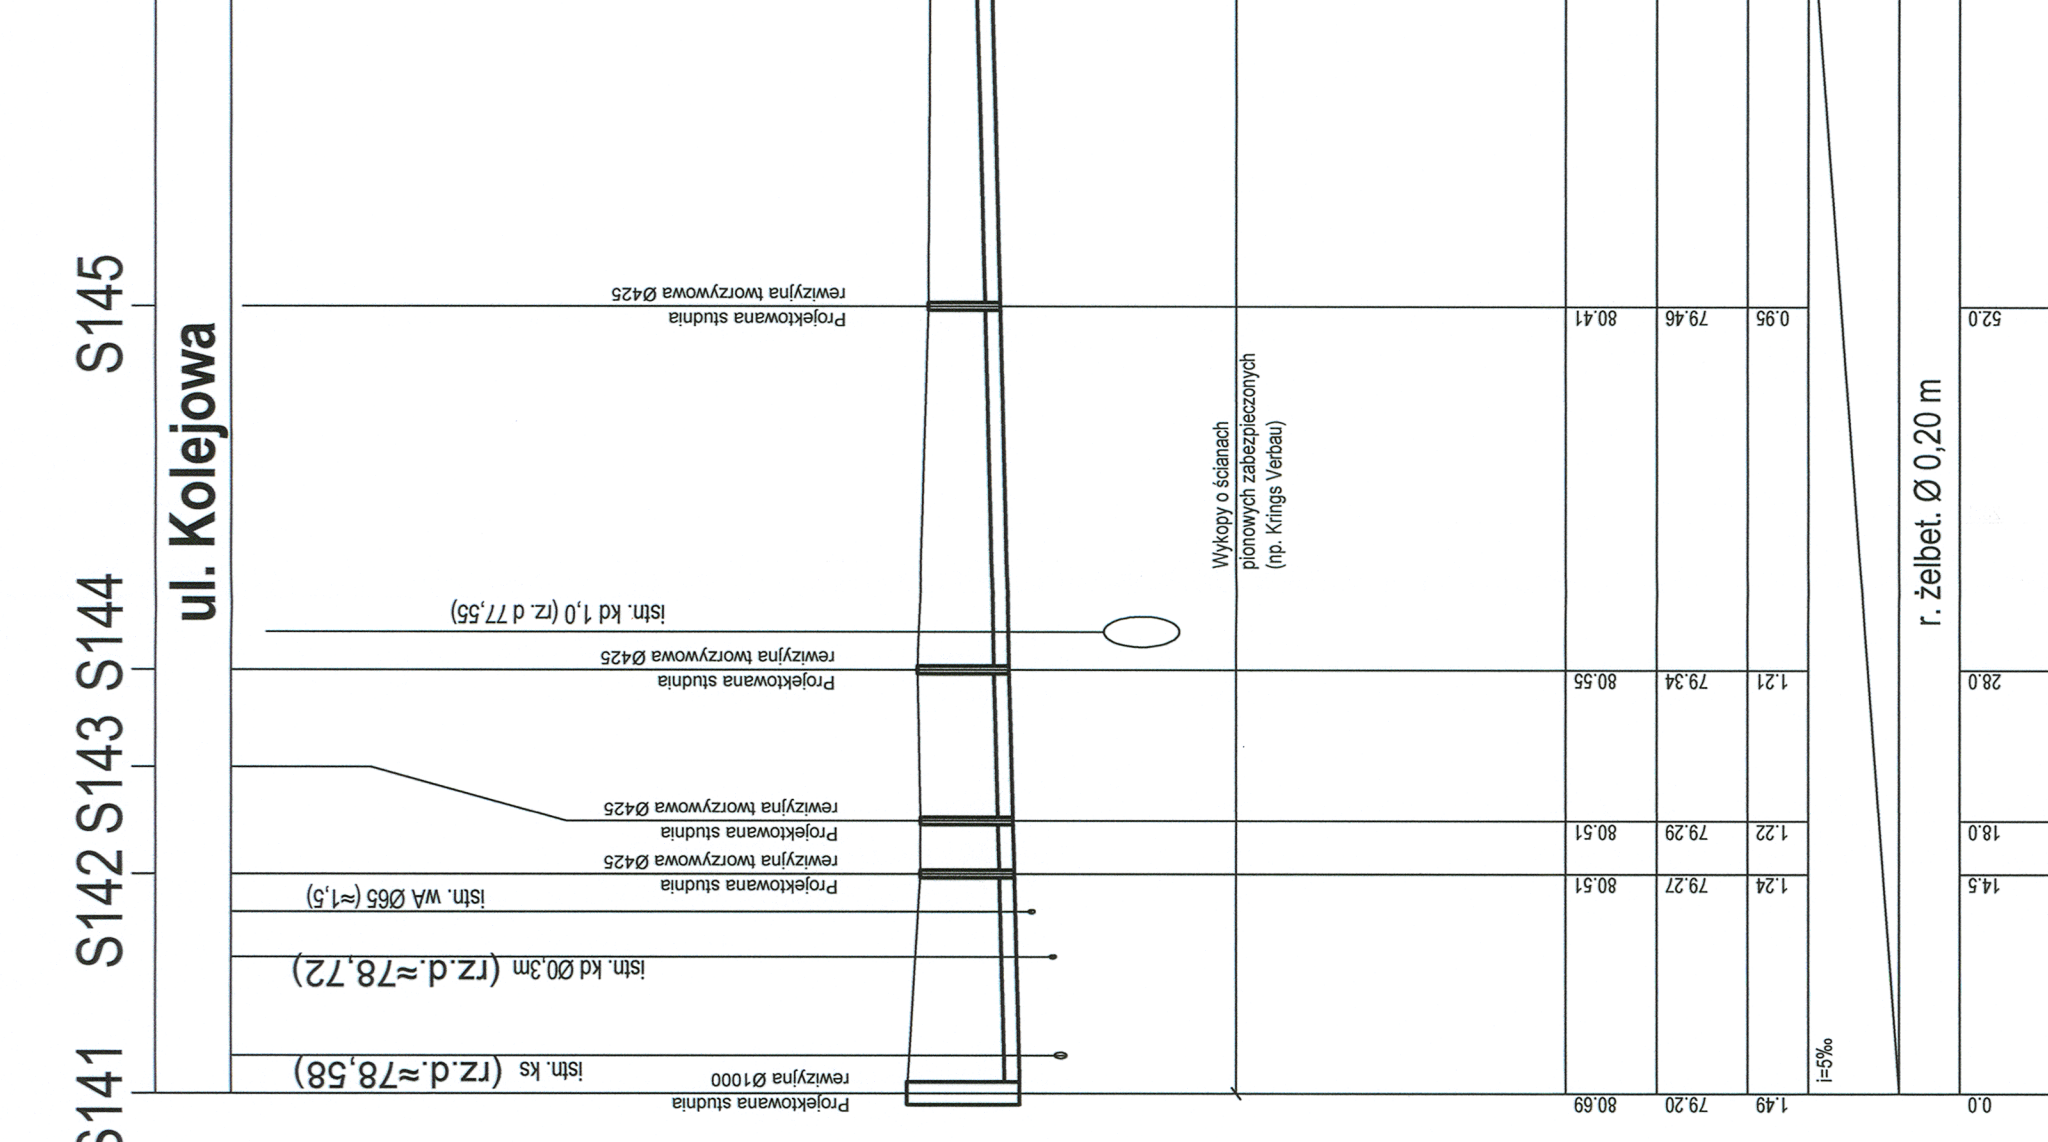 S141
S142
S143
S144
S145
ul. Kolejowa
Projektowana studnia
rewizyjna Ø1000
istn. ks (rz.d.≈78,58)
istn. kd Ø0,3m (rz.d.≈78,72)
istn. wA Ø65 (≈1,5)
Projektowana studnia
rewizyjna tworzywowa Ø425
Projektowana studnia
rewizyjna tworzywowa Ø425
Projektowana studnia
rewizyjna tworzywowa Ø425
istn. kd 1,0 (rz. d 77,55)
Projektowana studnia
rewizyjna tworzywowa Ø425
Wykopy o ścianach
pionowych zabezpieczonych
(np. Krings Verbau)
80.69
80.51
80.51
80.55
80.41
79.20
79.27
79.29
79.34
79.46
1.49
1.24
1.22
1.21
0.95
i=5‰
r. żelbet. Ø 0,20 m
0.0
14.5
18.0
28.0
52.0